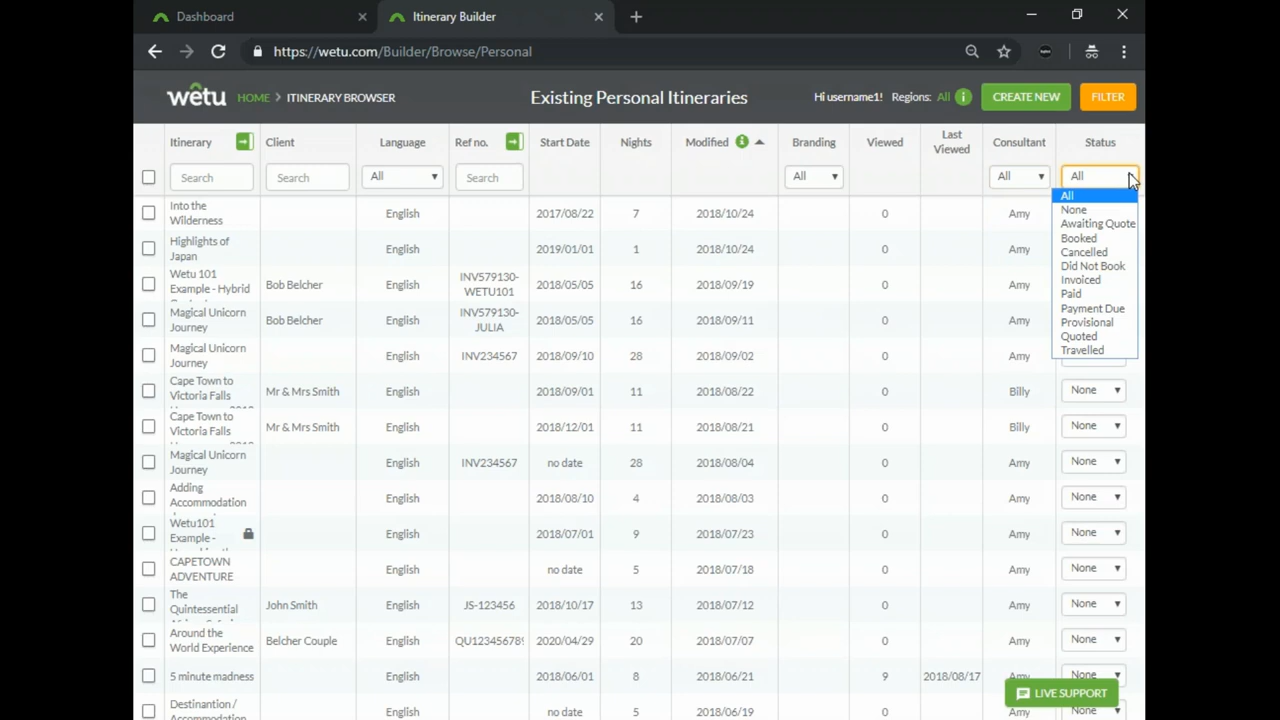 Dashboard
Itinerary Builder
https://wetu.com/Builder/Browse/Personal
wetu
HOME > ITINERARY BROWSER
Existing Personal Itineraries
Hi username1! Regions: All
CREATE NEW
FILTER
Itinerary Client Language Ref no. Start Date Nights Modified Branding Viewed Last Viewed Consultant Status
Search Search All Search All All All
All
None
Awaiting Quote
Booked
Cancelled
Did Not Book
Invoiced
Paid
Payment Due
Provisional
Quoted
Travelled
Into the Wilderness English 2017/08/22 7 2018/10/24 0 Amy
Highlights of Japan English 2019/01/01 1 2018/10/24 0 Amy
Wetu 101 Example - Hybrid Bob Belcher English INV579130-WETU101 2018/05/05 16 2018/09/19 0 Amy
Magical Unicorn Journey Bob Belcher English INV579130-JULIA 2018/05/05 16 2018/09/11 0 Amy
Magical Unicorn Journey English INV234567 2018/09/10 28 2018/09/02 0 Amy
Cape Town to Victoria Falls Mr & Mrs Smith English 2018/09/01 11 2018/08/22 0 Billy None
Cape Town to Victoria Falls Mr & Mrs Smith English 2018/12/01 11 2018/08/21 0 Billy None
Magical Unicorn Journey English INV234567 no date 28 2018/08/04 0 Amy None
Adding Accommodation English 2018/08/10 4 2018/08/03 0 Amy None
Wetu101 Example - English 2018/07/01 9 2018/07/23 0 Amy None
CAPETOWN ADVENTURE English no date 5 2018/07/18 0 Amy None
The Quintessential John Smith English JS-123456 2018/10/17 13 2018/07/12 0 Amy None
Around the World Experience Belcher Couple English QU123456789 2020/04/29 20 2018/07/07 0 Amy None
5 minute madness English 2018/06/01 8 2018/06/21 9 2018/08/17 Amy None
Destinantion / Accommodation English no date 5 2018/06/19 0 Amy None
LIVE SUPPORT